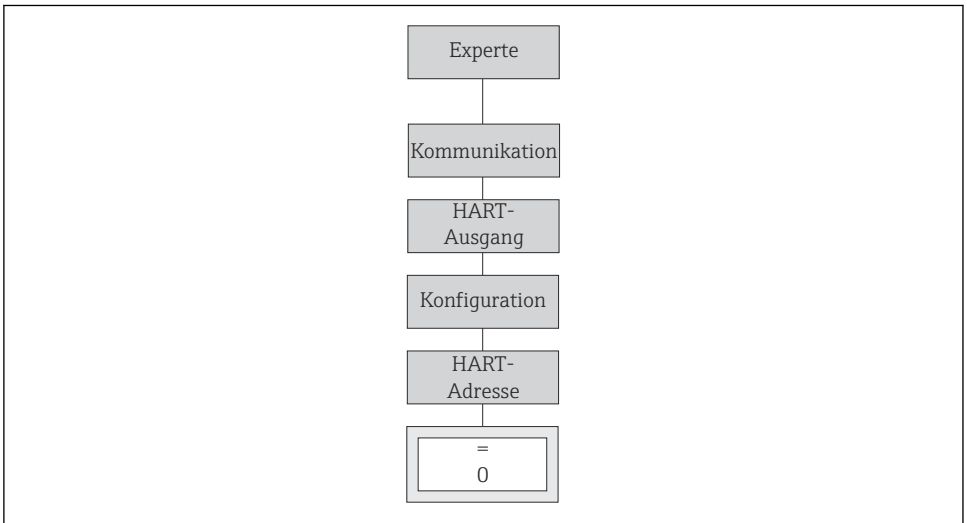 Experte
Kommunikation
HART-
Ausgang
Konfiguration
HART-
Adresse
=
0